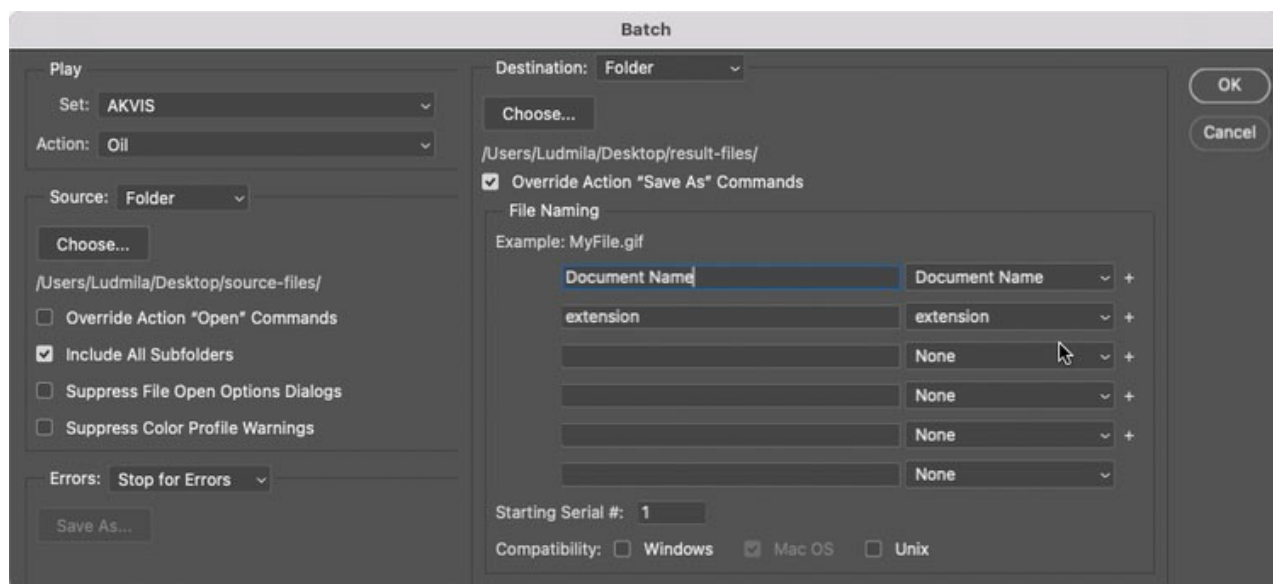 Batch
Play
Set: AKVIS
Action: Oil
Source: Folder
Choose...
/Users/Ludmila/Desktop/source-files/
Override Action “Open” Commands
Include All Subfolders
Suppress File Open Options Dialogs
Suppress Color Profile Warnings
Errors: Stop for Errors
Save As...
Destination: Folder
Choose...
/Users/Ludmila/Desktop/result-files/
Override Action “Save As” Commands
File Naming
Example: MyFile.gif
Document Name Document Name +
extension extension +
None +
None +
None +
None
Starting Serial #: 1
Compatibility: Windows Mac OS Unix
OK
Cancel